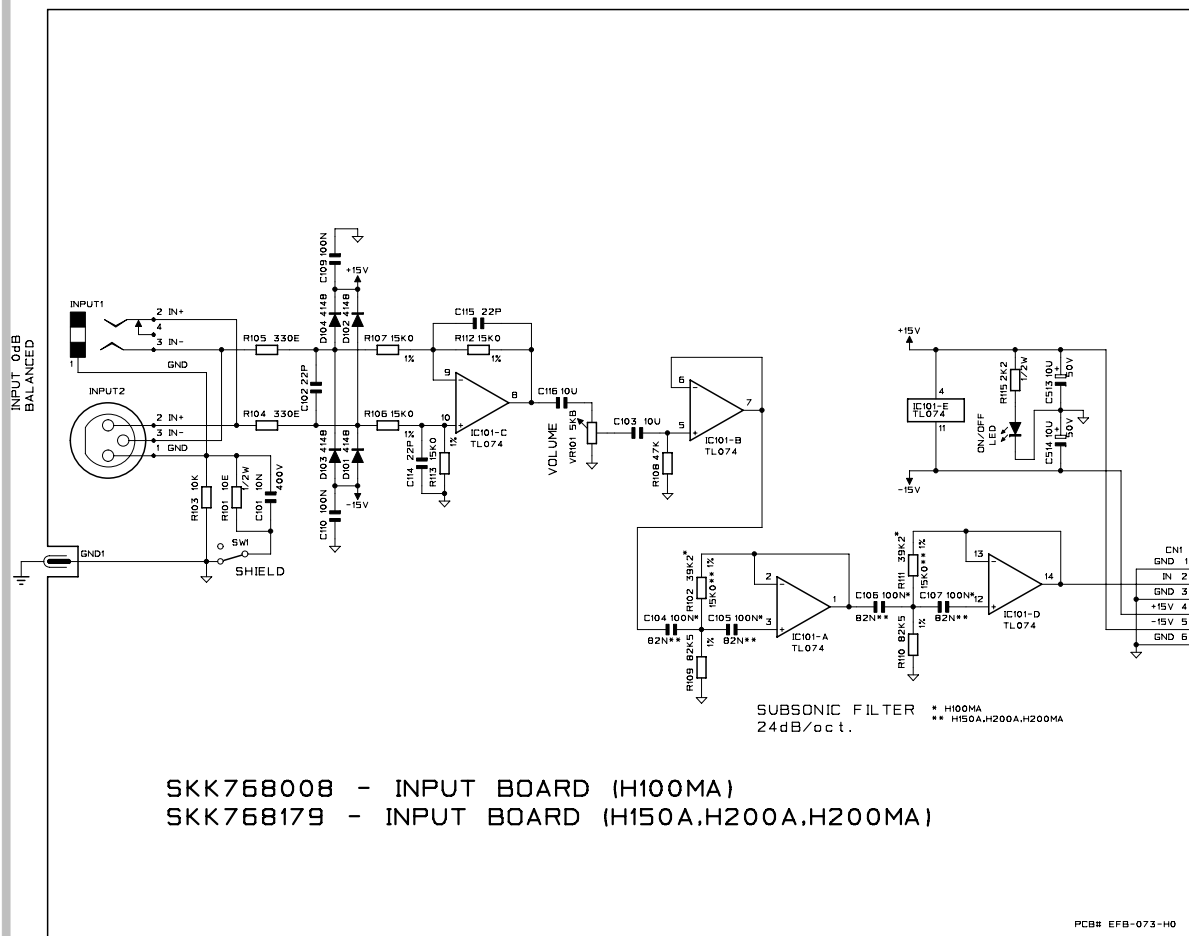 C109 100N
+15V
D104 4148
D102 4148
INPUT1
2 IN+
4
3 IN-
1
GND
INPUT 0dB
BALANCED
R105 330E
R107 15K0
1%
C115 22P
R112 15K0
1%
9
8
10
IC101-C
TL074
C102 22P
INPUT2
2 IN+
3 IN-
1 GND
R104 330E
R106 15K0
1%
C114 22P
R113 15K0
1%
D103 4148
D101 4148
-15V
C110 100N
C116 10U
VOLUME
VR101 5KB
C103 10U
6
7
5
IC101-B
TL074
R108 47K
+15V
4
IC101-E
TL074
11
-15V
R115 2K2
1/2W
ON/OFF
LED
C513 10U
50V
C514 10U
50V
R103 10K
R101 10E
1/2W
C101 10N
400V
SW1
SHIELD
GND1
R102 39K2*
15K0** 1%
2
1
3
IC101-A
TL074
C104 100N*
82N**
C105 100N*
82N**
R109 82K5
1%
R111 39K2*
15K0** 1%
13
14
12
IC101-D
TL074
C106 100N*
82N**
C107 100N*
82N**
R110 82K5
1%
CN1
GND 1
IN 2
GND 3
+15V 4
-15V 5
GND 6
SUBSONIC FILTER
24dB/oct.
* H100MA
** H150A,H200A,H200MA
SKK768008 - INPUT BOARD (H100MA)
SKK768179 - INPUT BOARD (H150A,H200A,H200MA)
PCB# EFB-073-H0